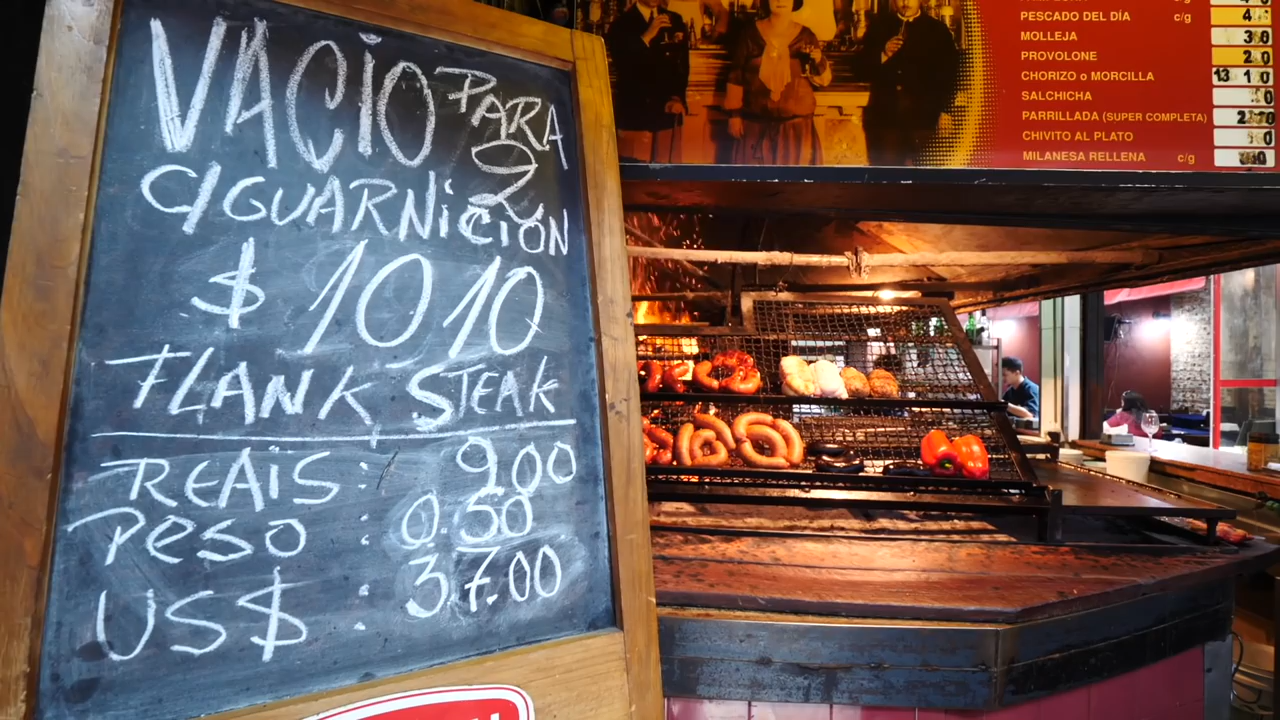 VACIO PARA 2
C/GUARNICION
$ 1010
FLANK STEAK
REAIS: 9.00
PESO: 0.50
US$: 37.00
PESCADO DEL DÍA c/g
MOLLEJA
PROVOLONE
CHORIZO o MORCILLA
SALCHICHA
PARRILLADA (SUPER COMPLETA)
CHIVITO AL PLATO
MILANESA RELLENA c/g